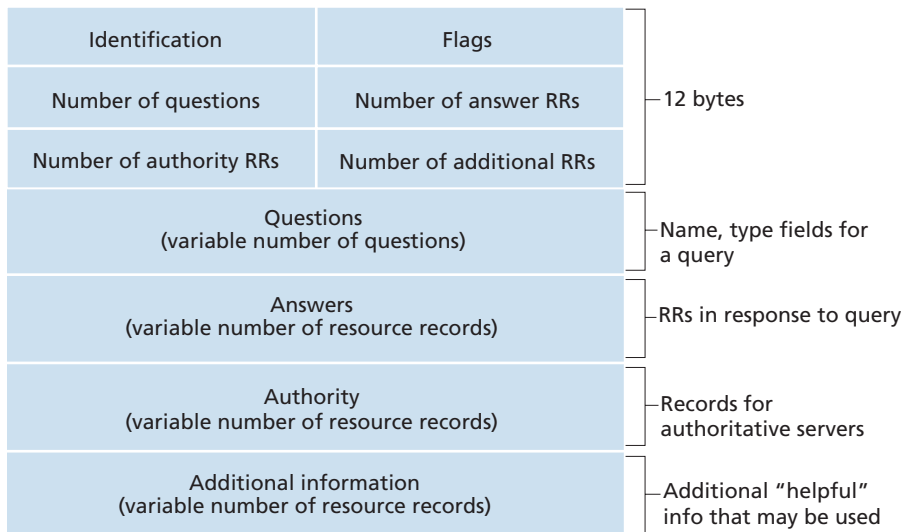 Identification
Flags
Number of questions
Number of answer RRs
12 bytes
Number of authority RRs
Number of additional RRs
Questions
(variable number of questions)
Name, type fields for
a query
Answers
(variable number of resource records)
RRs in response to query
Authority
(variable number of resource records)
Records for
authoritative servers
Additional information
(variable number of resource records)
Additional “helpful”
info that may be used